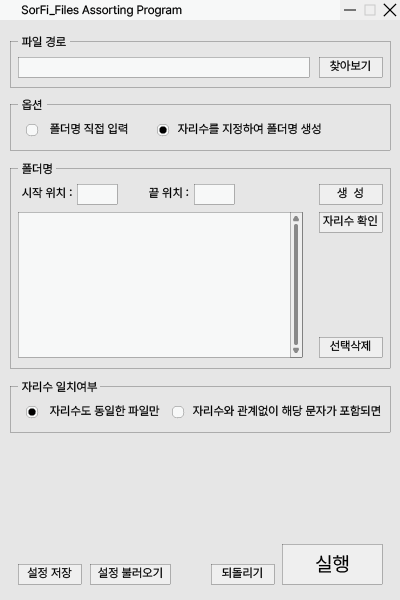 SorFi_Files Assorting Program
파일 경로
찾아보기
옵션
폴더명 직접 입력 자리수를 지정하여 폴더명 생성
폴더명
시작 위치 : 끝 위치 : 생 성
자리수 확인
선택삭제
자리수 일치여부
자리수도 동일한 파일만 자리수와 관계없이 해당 문자가 포함되면
설정 저장 설정 불러오기 되돌리기 실행